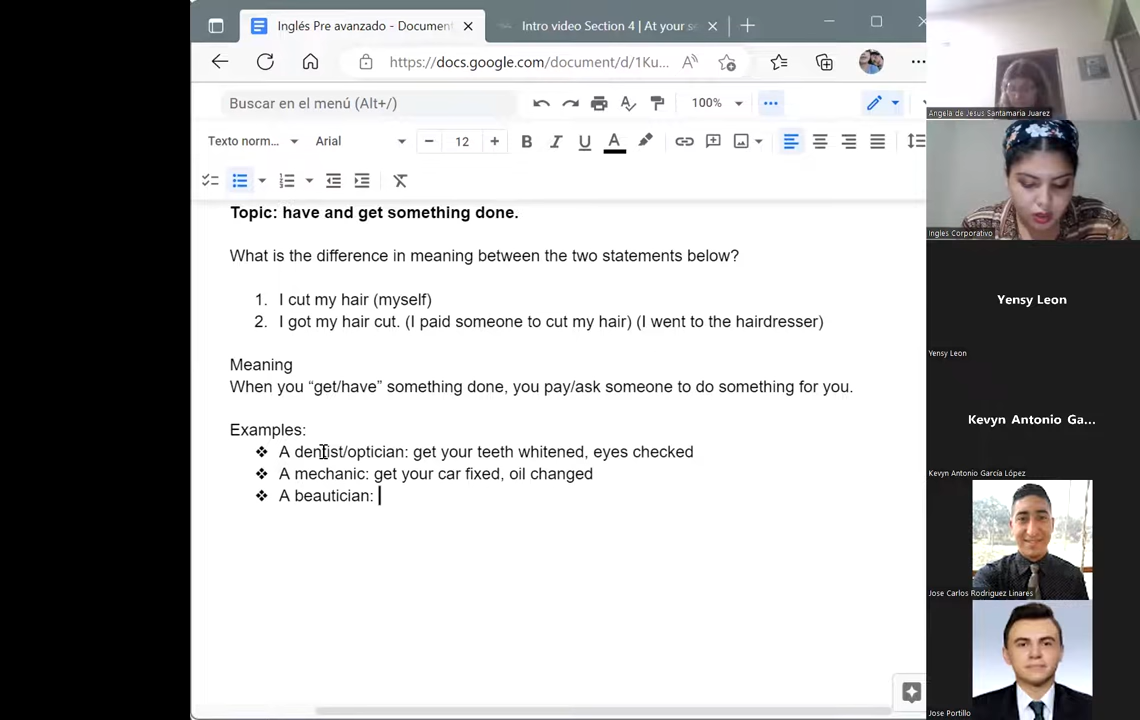 Inglés Pre avanzado - Document
Intro video Section 4 | At your se
https://docs.google.com/document/d/1Ku...
Buscar en el menú (Alt+/)
100%
Texto norm...
Arial
12
B I U A
Topic: have and get something done.
What is the difference in meaning between the two statements below?
1. I cut my hair (myself)
2. I got my hair cut. (I paid someone to cut my hair) (I went to the hairdresser)
Meaning
When you “get/have” something done, you pay/ask someone to do something for you.
Examples:
❖ A dentist/optician: get your teeth whitened, eyes checked
❖ A mechanic: get your car fixed, oil changed
❖ A beautician:
Angela de Jesus Santamaria Juarez
Ingles Corporativo
Yensy Leon
Yensy Leon
Kevyn Antonio Ga...
Kevyn Antonio García López
Jose Carlos Rodriguez Linares
Jose Portillo